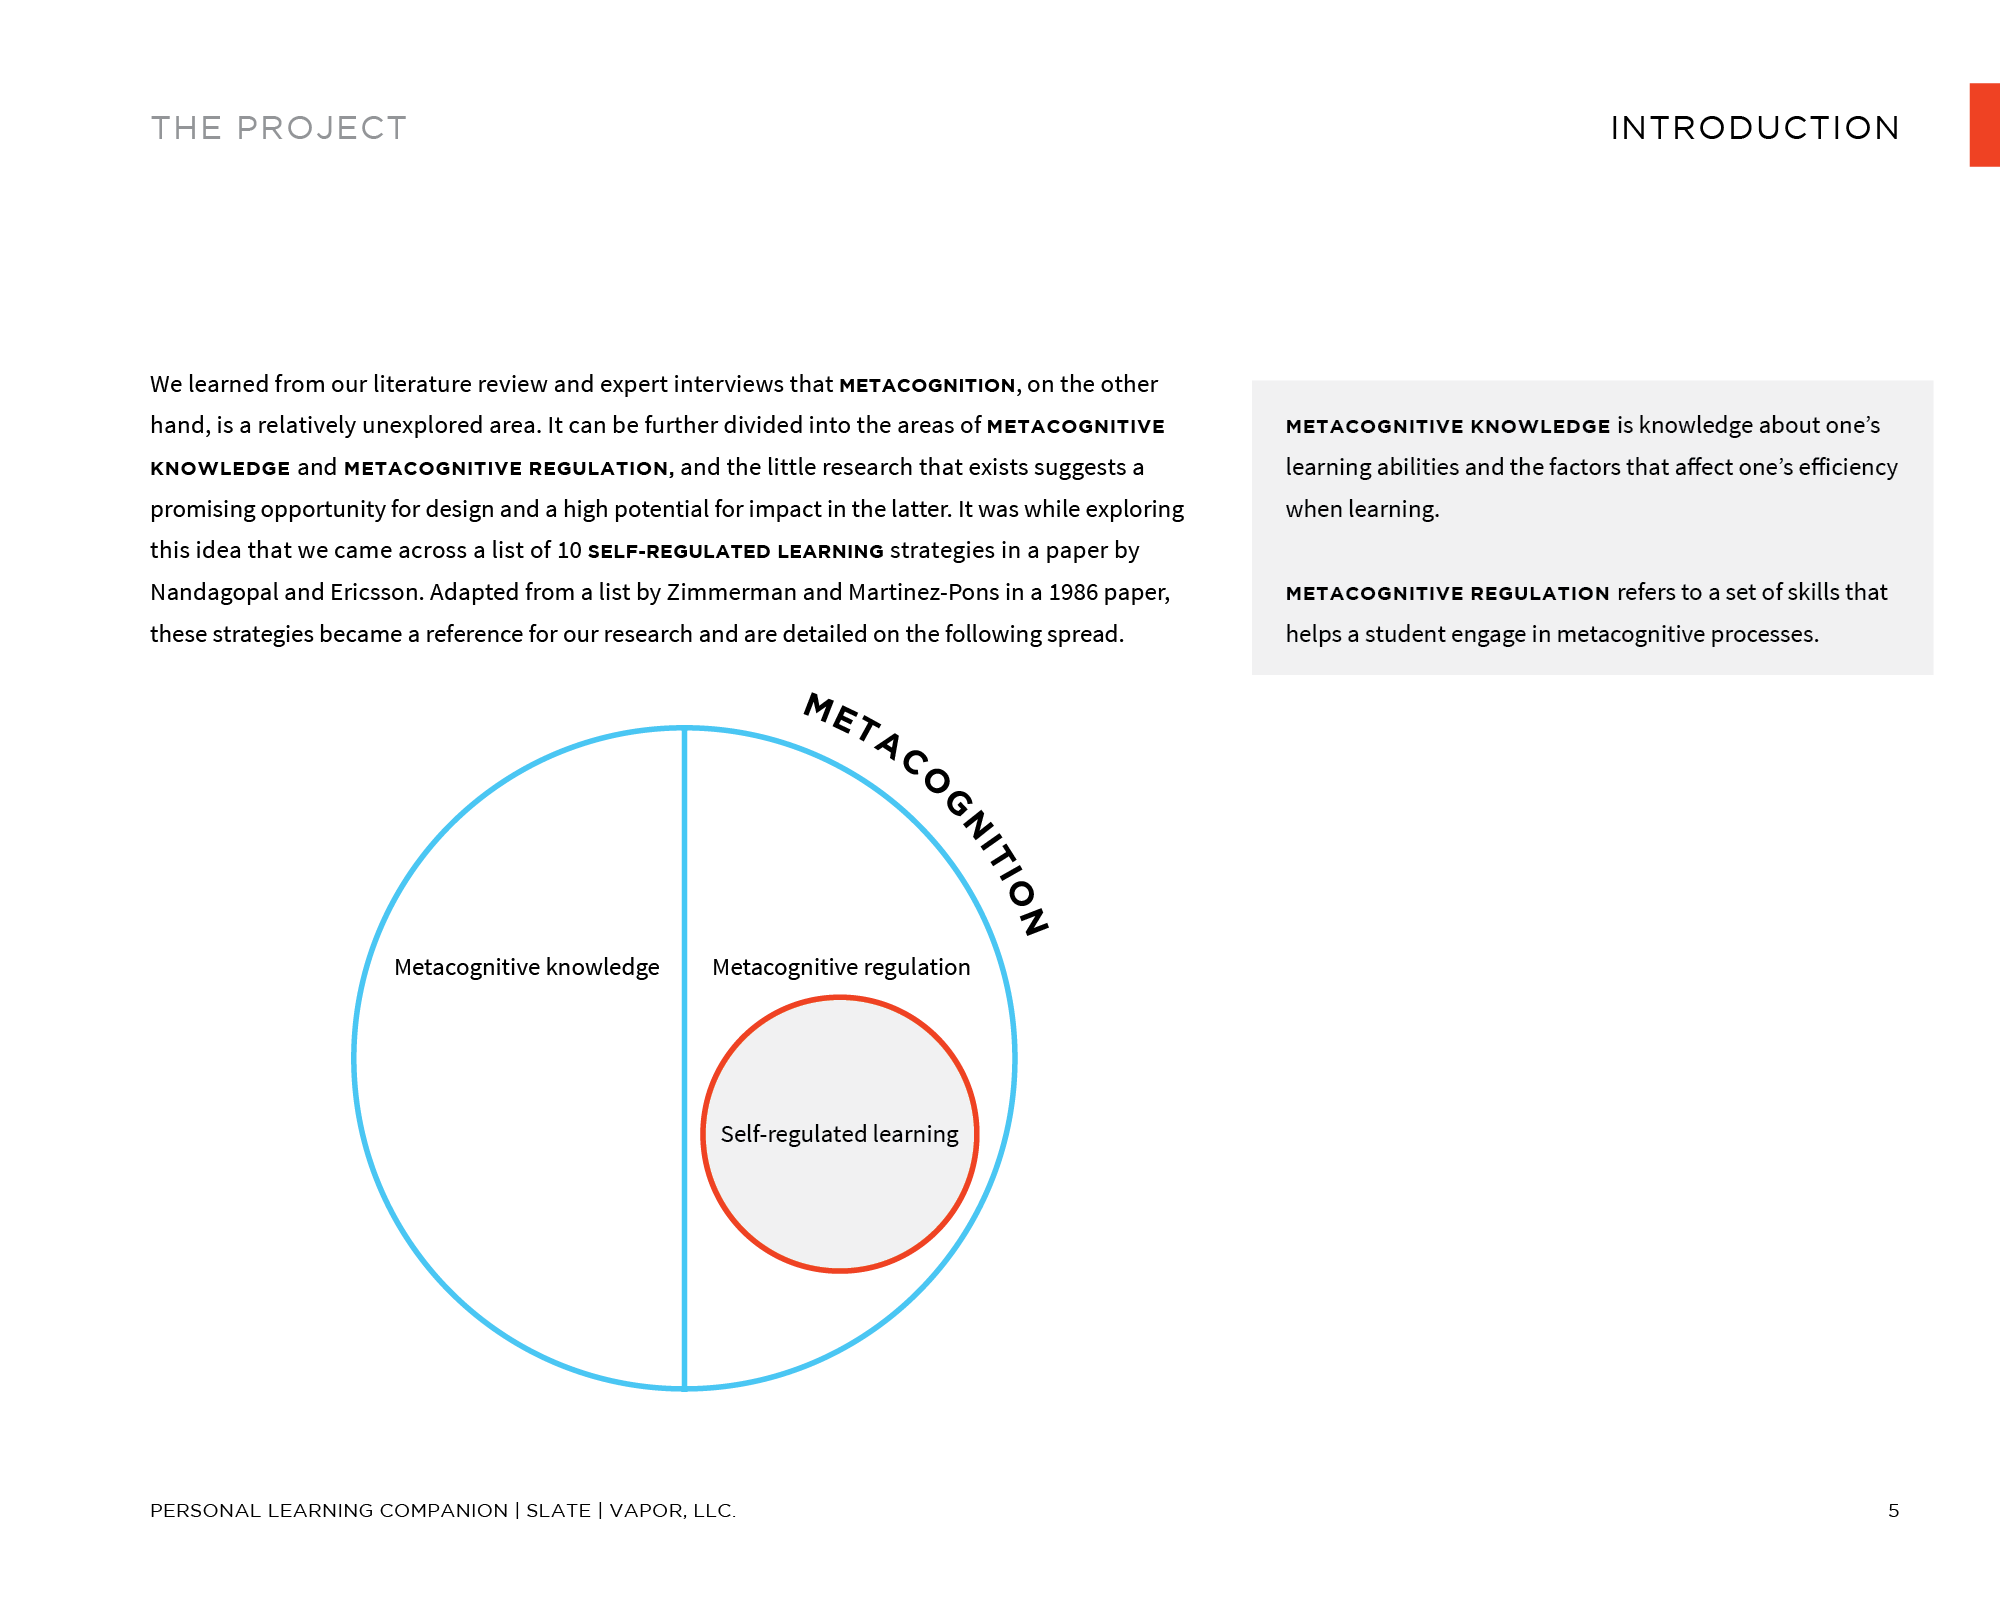 THE PROJECT
INTRODUCTION
We learned from our literature review and expert interviews that METACOGNITION, on the other
hand, is a relatively unexplored area. It can be further divided into the areas of METACOGNITIVE
KNOWLEDGE and METACOGNITIVE REGULATION, and the little research that exists suggests a
promising opportunity for design and a high potential for impact in the latter. It was while exploring
this idea that we came across a list of 10 SELF-REGULATED LEARNING strategies in a paper by
Nandagopal and Ericsson. Adapted from a list by Zimmerman and Martinez-Pons in a 1986 paper,
these strategies became a reference for our research and are detailed on the following spread.
METACOGNITIVE KNOWLEDGE is knowledge about one’s
learning abilities and the factors that affect one’s efficiency
when learning.
METACOGNITIVE REGULATION refers to a set of skills that
helps a student engage in metacognitive processes.
METACOGNITION
Metacognitive knowledge
Metacognitive regulation
Self-regulated learning
PERSONAL LEARNING COMPANION | SLATE | VAPOR, LLC.
5